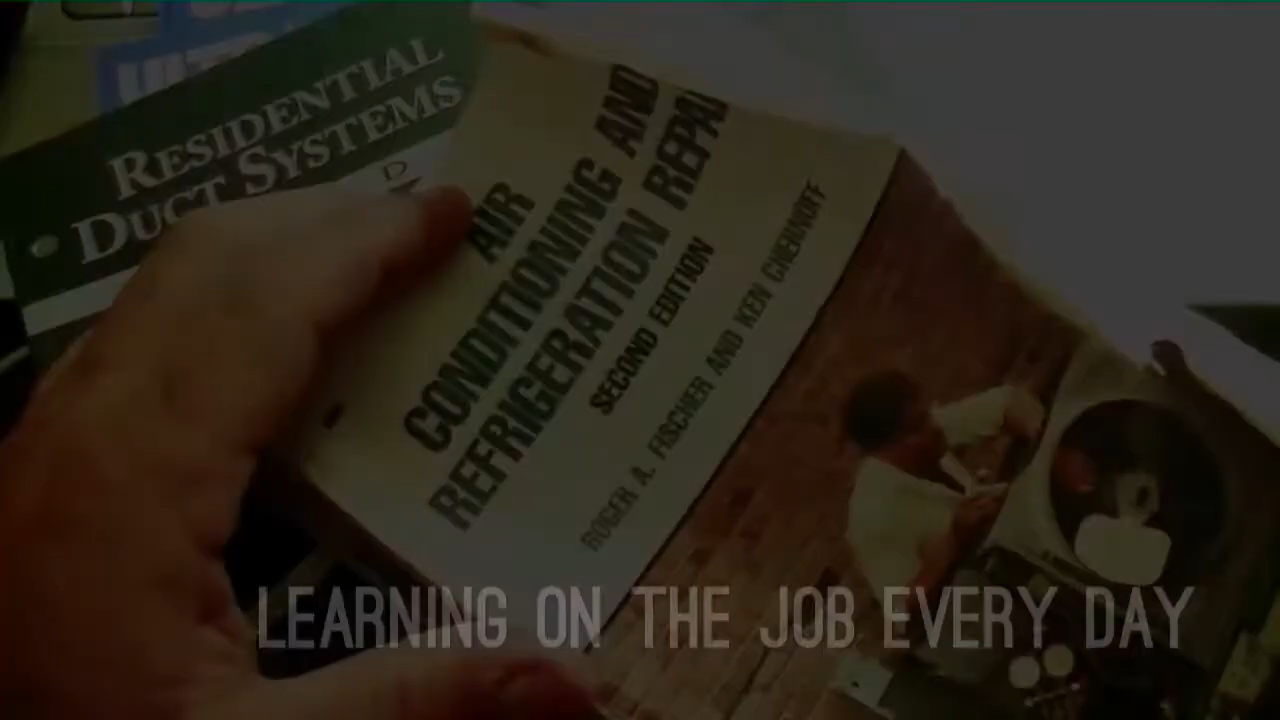 RESIDENTIAL
DUCT SYSTEMS
AIR
CONDITIONING AND
REFRIGERATION
SECOND EDITION
ROGER A. FISCHER AND KEN CHERNOFF
LEARNING ON THE JOB EVERY DAY